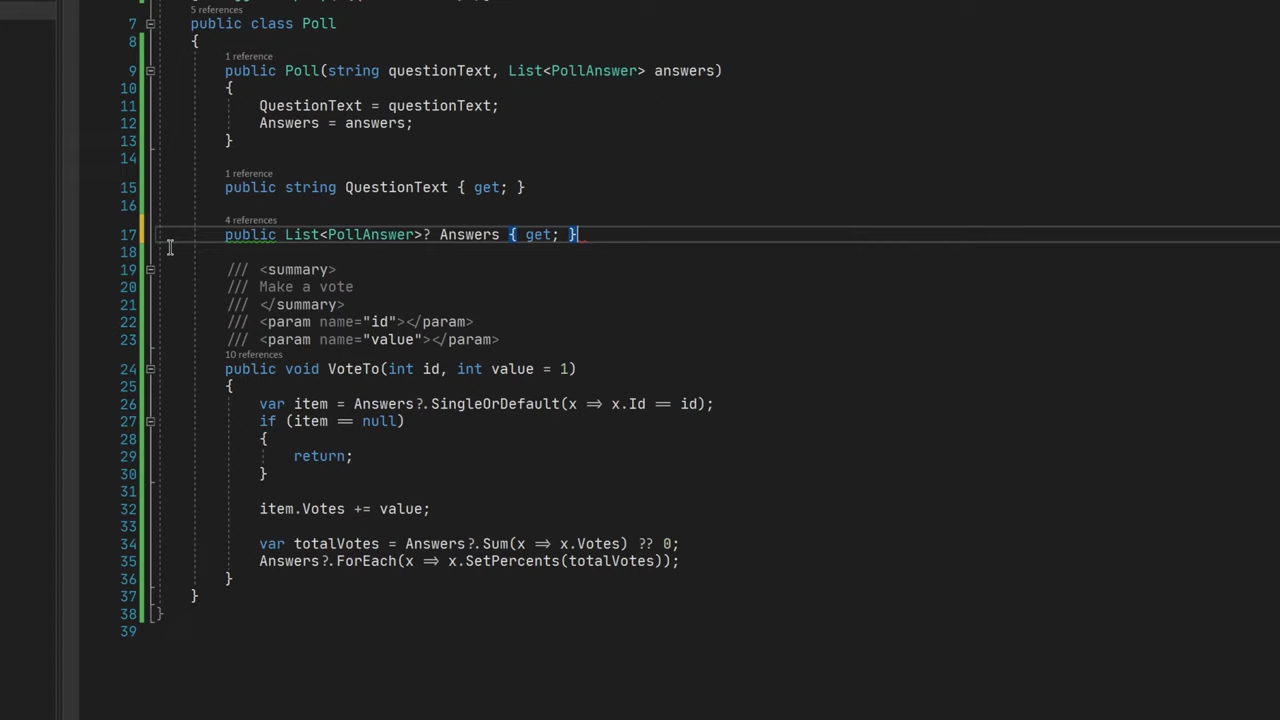 5 references
7 public class Poll
8 {
1 reference
9 public Poll(string questionText, List<PollAnswer> answers)
10 {
11 QuestionText = questionText;
12 Answers = answers;
13 }
14
1 reference
15 public string QuestionText { get; }
16
4 references
17 public List<PollAnswer>? Answers { get; }
18
19 /// <summary>
20 /// Make a vote
21 /// </summary>
22 /// <param name="id"></param>
23 /// <param name="value"></param>
10 references
24 public void VoteTo(int id, int value = 1)
25 {
26 var item = Answers?.SingleOrDefault(x => x.Id == id);
27 if (item == null)
28 {
29 return;
30 }
31
32 item.Votes += value;
33
34 var totalVotes = Answers?.Sum(x => x.Votes) ?? 0;
35 Answers?.ForEach(x => x.SetPercents(totalVotes));
36 }
37 }
38 }
39